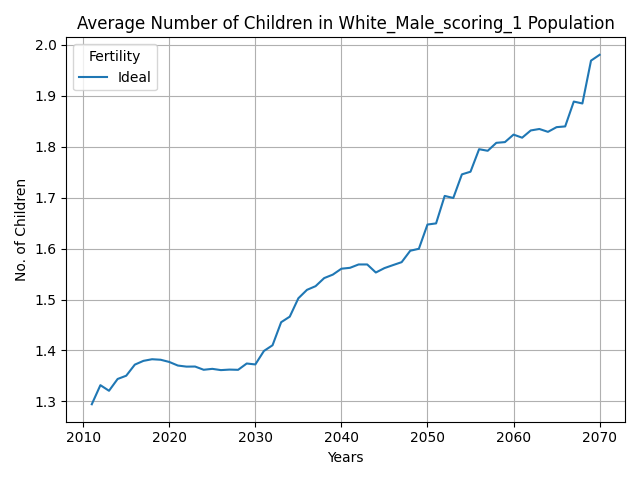 Average Number of Children in White_Male_scoring_1 Population
Fertility
Ideal
No. of Children
2.0
1.9
1.8
1.7
1.6
1.5
1.4
1.3
2010 2020 2030 2040 2050 2060 2070
Years